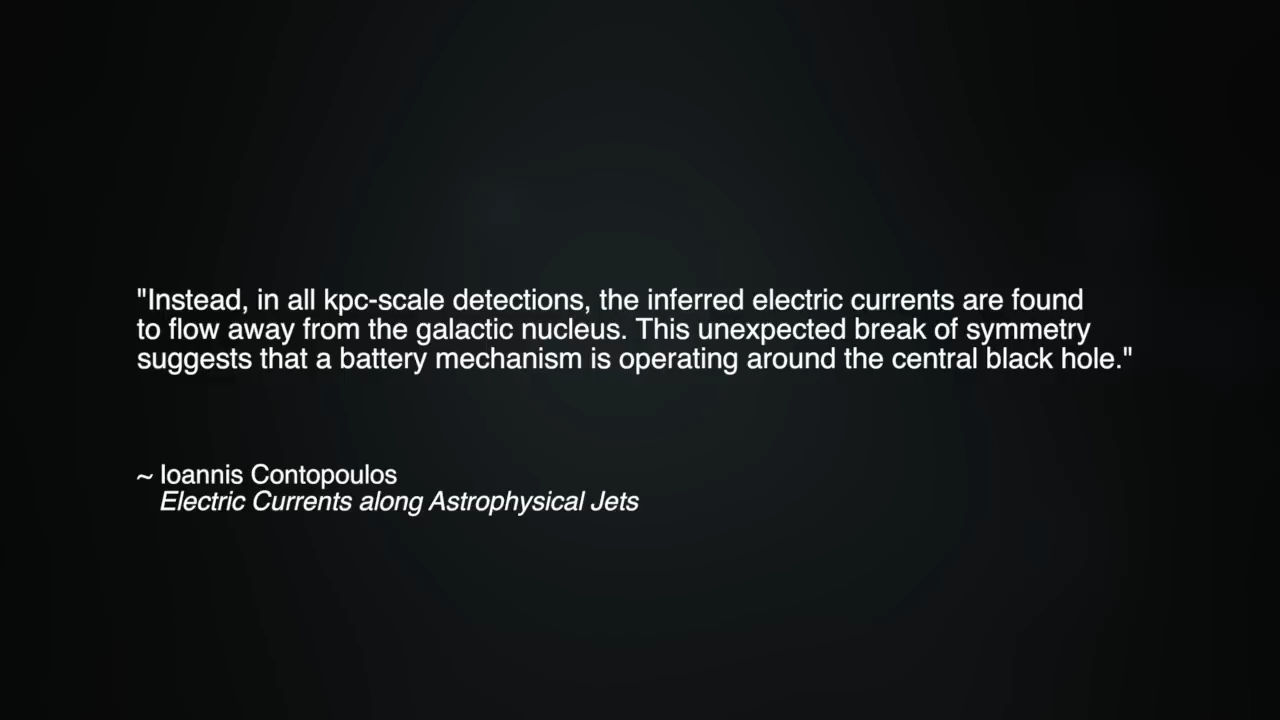 "Instead, in all kpc-scale detections, the inferred electric currents are found
to flow away from the galactic nucleus. This unexpected break of symmetry
suggests that a battery mechanism is operating around the central black hole."
~ Ioannis Contopoulos
Electric Currents along Astrophysical Jets